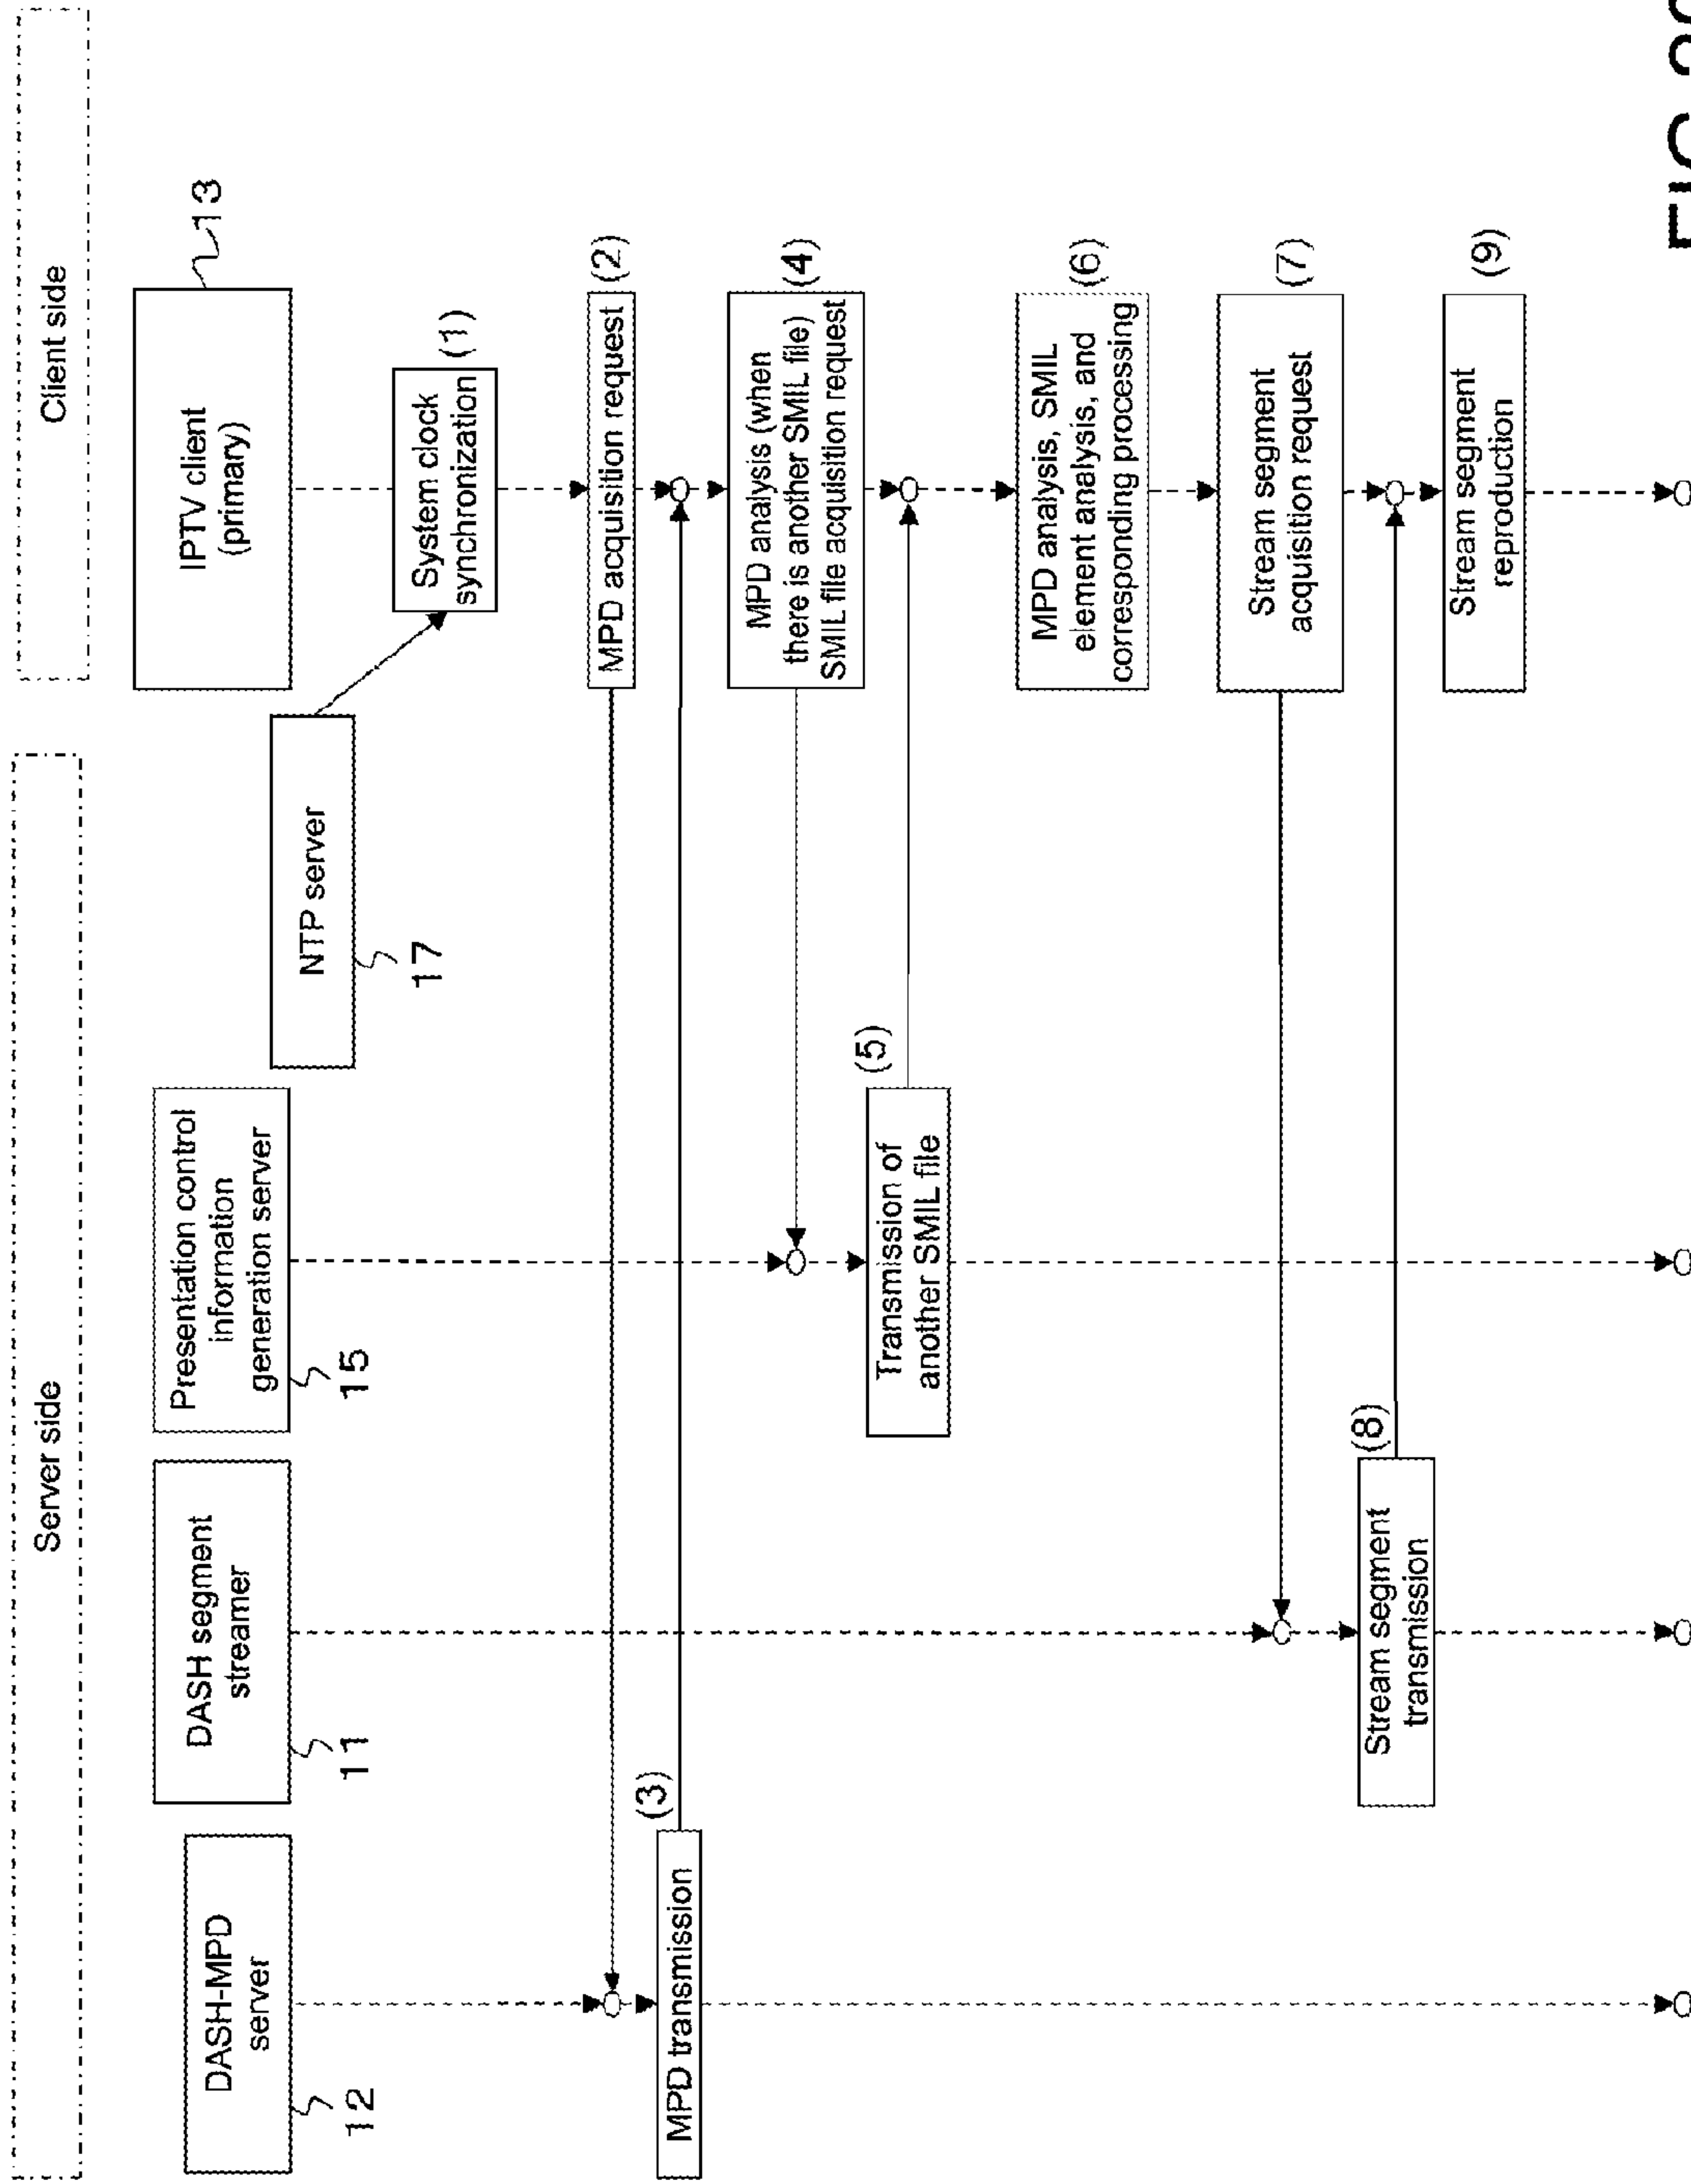 Server side
Client side
DASH-MPD
server
12
DASH segment
streamer
11
Presentation control
information
generation server
15
NTP server
17
IPTV client
(primary)
13
System clock
synchronization
(1)
MPD acquisition request
(2)
(3)
MPD transmission
MPD analysis (when
there is another SMIL file)
SMIL file acquisition request
(4)
(5)
Transmission of
another SMIL file
MPD analysis, SMIL
element analysis, and
corresponding processing
(6)
Stream segment
acquisition request
(7)
(8)
Stream segment
transmission
Stream segment
reproduction
(9)